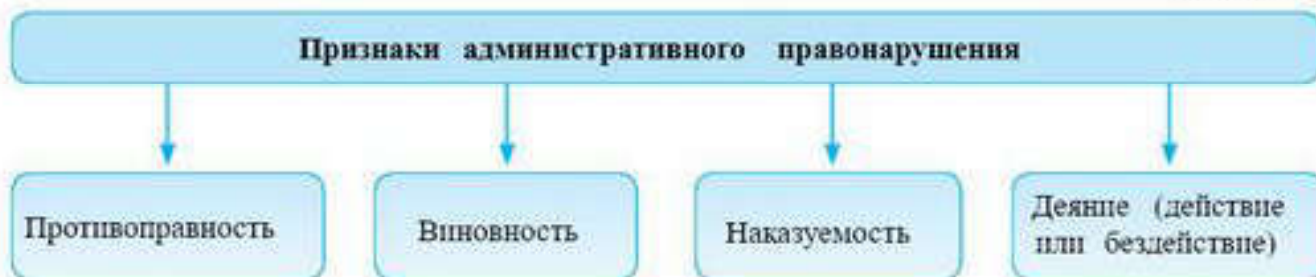 Признаки административного правонарушения
Противоправность
Виновность
Наказуемость
Деяние (действие
или бездействие)